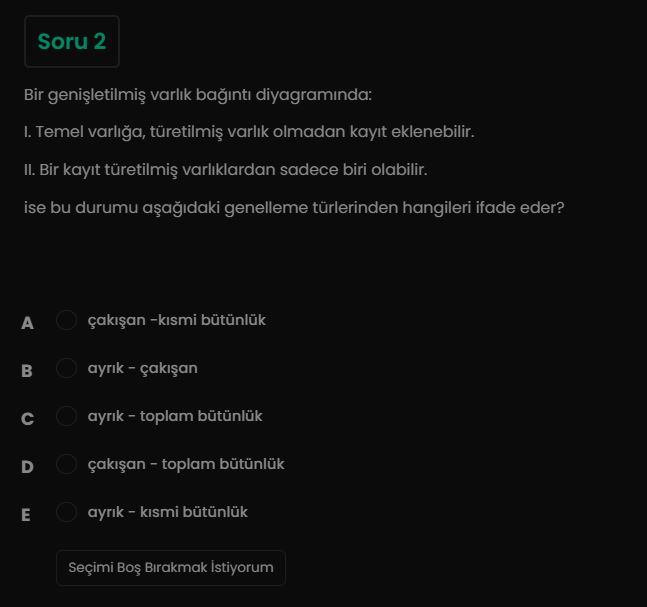 Soru 2
Bir genişletilmiş varlık bağıntı diyagramında:
I. Temel varlığa, türetilmiş varlık olmadan kayıt eklenebilir.
II. Bir kayıt türetilmiş varlıklardan sadece biri olabilir.
ise bu durumu aşağıdaki genelleme türlerinden hangileri ifade eder?
A çakışan -kısmi bütünlük
B ayrık - çakışan
C ayrık - toplam bütünlük
D çakışan - toplam bütünlük
E ayrık - kısmi bütünlük
Seçimi Boş Bırakmak İstiyorum